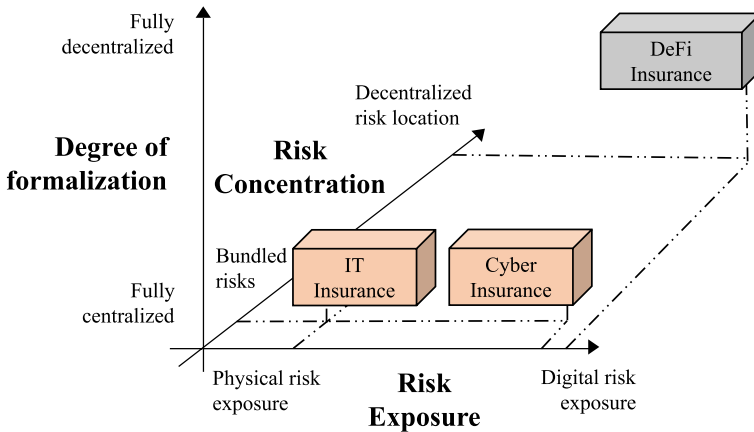 Fully
decentralized
DeFi
Insurance
Decentralized
risk location
Degree of
formalization
Risk
Concentration
Bundled
risks
IT
Insurance
Cyber
Insurance
Fully
centralized
Physical risk
exposure
Risk
Exposure
Digital risk
exposure